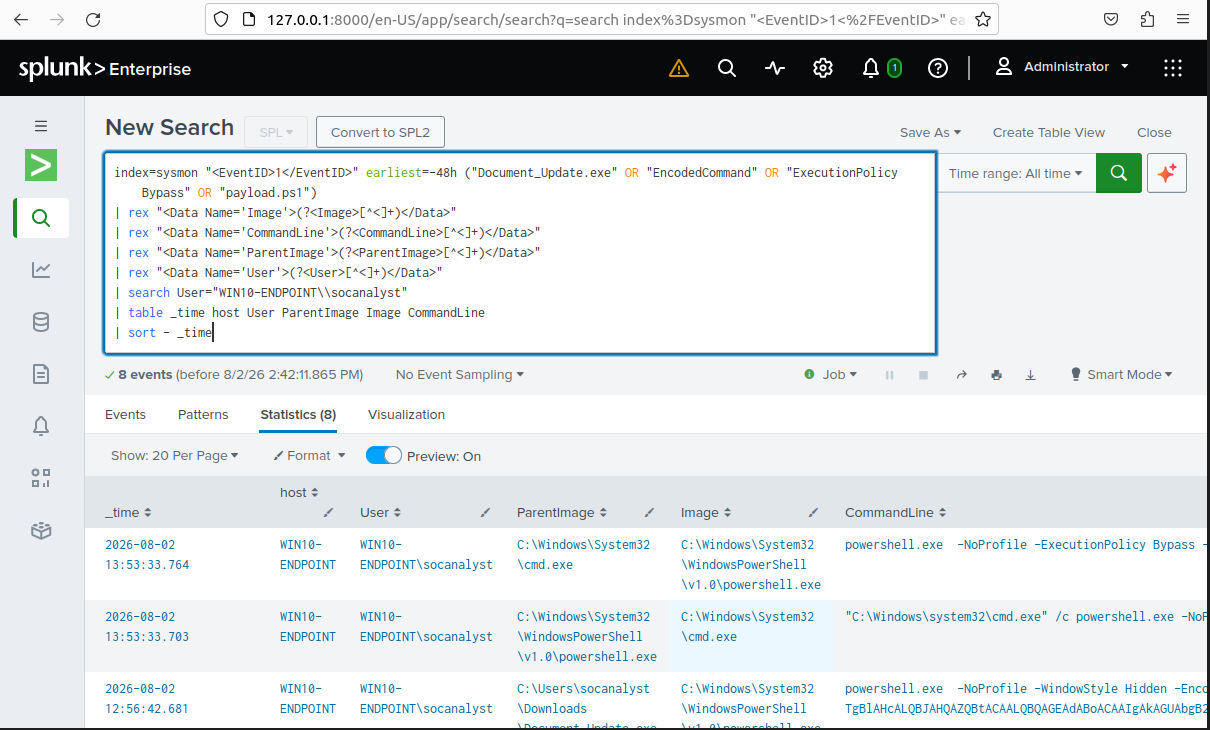 127.0.0.1:8000/en-US/app/search/search?q=search index%3Dsysmon "<EventID>1<%2FEventID>" ea
splunk> Enterprise
1
Administrator
New Search
SPL
Convert to SPL2
Save As
Create Table View
Close
index=sysmon "<EventID>1</EventID>" earliest=-48h ("Document_Update.exe" OR "EncodedCommand" OR "ExecutionPolicy
Bypass" OR "payload.ps1")
| rex "<Data Name='Image'>(?<Image>[^<]+)</Data>"
| rex "<Data Name='CommandLine'>(?<CommandLine>[^<]+)</Data>"
| rex "<Data Name='ParentImage'>(?<ParentImage>[^<]+)</Data>"
| rex "<Data Name='User'>(?<User>[^<]+)</Data>"
| search User="WIN10-ENDPOINT\\socanalyst"
| table _time host User ParentImage Image CommandLine
| sort - _time
Time range: All time
8 events (before 8/2/26 2:42:11.865 PM)
No Event Sampling
Job
Smart Mode
Events
Patterns
Statistics (8)
Visualization
Show: 20 Per Page
Format
Preview: On
_time
host
User
ParentImage
Image
CommandLine
2026-08-02
13:53:33.764
WIN10-
ENDPOINT
WIN10-
ENDPOINT\socanalyst
C:\Windows\System32
\cmd.exe
C:\Windows\System32
\WindowsPowerShell
\v1.0\powershell.exe
powershell.exe  -NoProfile -ExecutionPolicy Bypass -
2026-08-02
13:53:33.703
WIN10-
ENDPOINT
WIN10-
ENDPOINT\socanalyst
C:\Windows\System32
\WindowsPowerShell
\v1.0\powershell.exe
C:\Windows\System32
\cmd.exe
"C:\Windows\system32\cmd.exe" /c powershell.exe -NoP
2026-08-02
12:56:42.681
WIN10-
ENDPOINT
WIN10-
ENDPOINT\socanalyst
C:\Users\socanalyst
\Downloads
\Document_Update.exe
C:\Windows\System32
\WindowsPowerShell
\v1.0\powershell.exe
powershell.exe  -NoProfile -WindowStyle Hidden -Enco
TgBlAHcALQBJAHQAZQBtACAALQBQAGEAdABoACAAIgAkAGUAbgB2